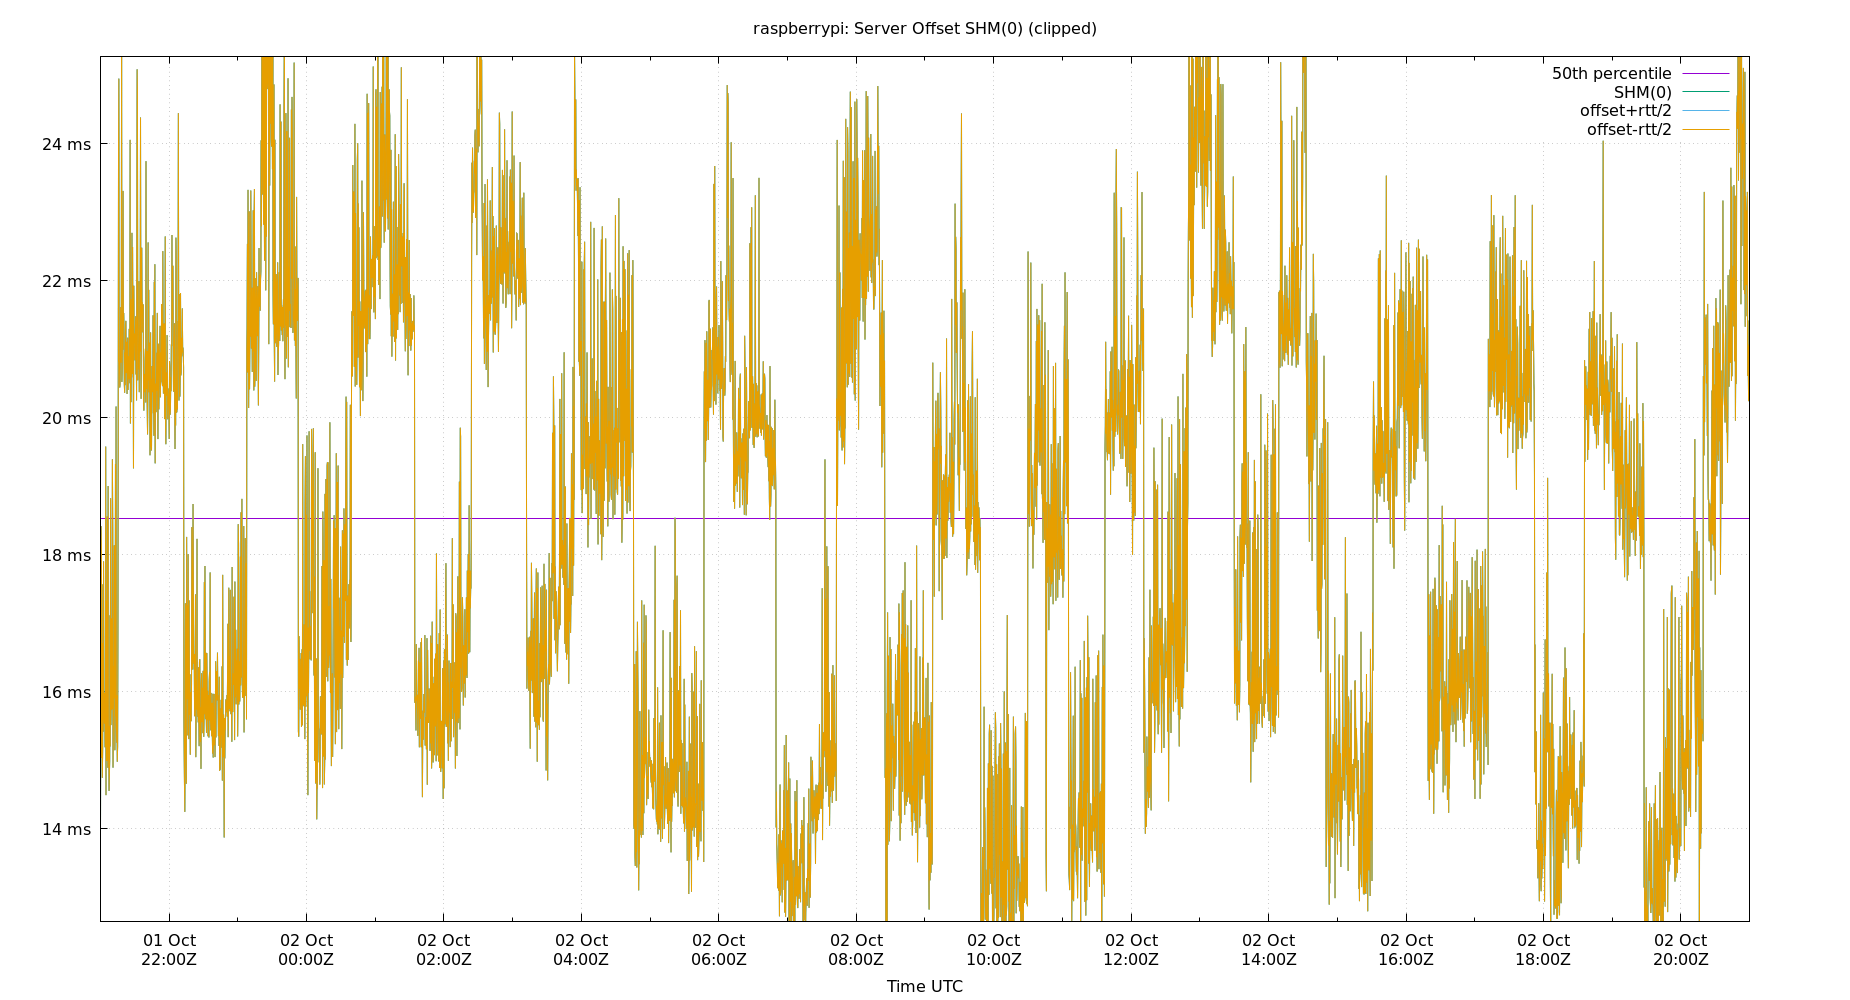 raspberrypi: Server Offset SHM(0) (clipped)
50th percentile
SHM(0)
offset+rtt/2
offset-rtt/2
24 ms
22 ms
20 ms
18 ms
16 ms
14 ms
01 Oct 02 Oct 02 Oct 02 Oct 02 Oct 02 Oct 02 Oct 02 Oct 02 Oct 02 Oct 02 Oct 02 Oct
22:00Z 00:00Z 02:00Z 04:00Z 06:00Z 08:00Z 10:00Z 12:00Z 14:00Z 16:00Z 18:00Z 20:00Z
Time UTC